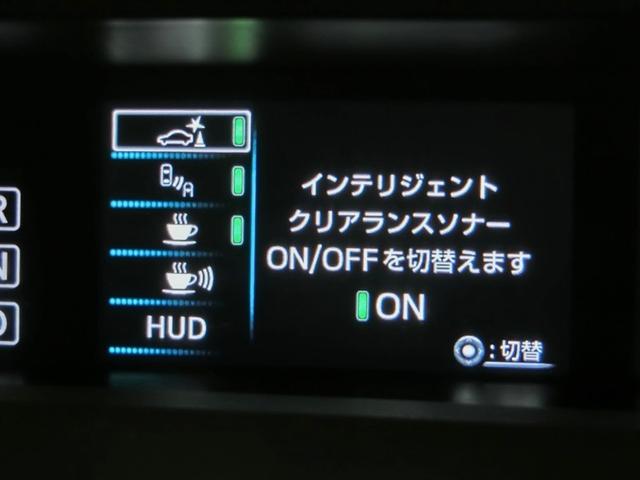 R
N
D
HUD
インテリジェント
クリアランスソナー
ON/OFFを切替えます
ON
:切替